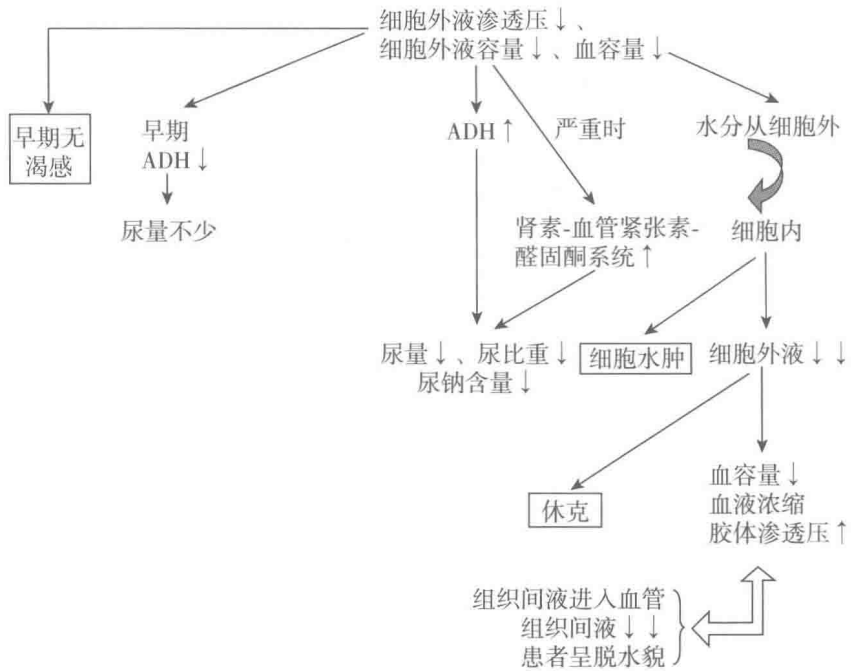 细胞外液渗透压↓、
细胞外液容量↓、血容量↓
早期无
渴感
早期
ADH↓
尿量不少
ADH↑
严重时
水分从细胞外
肾素-血管紧张素-
醛固酮系统↑
细胞内
尿量↓、尿比重↓
尿钠含量↓
细胞水肿
细胞外液↓↓
休克
血容量↓
血液浓缩
胶体渗透压↑
组织间液进入血管
组织间液↓↓
患者呈脱水貌